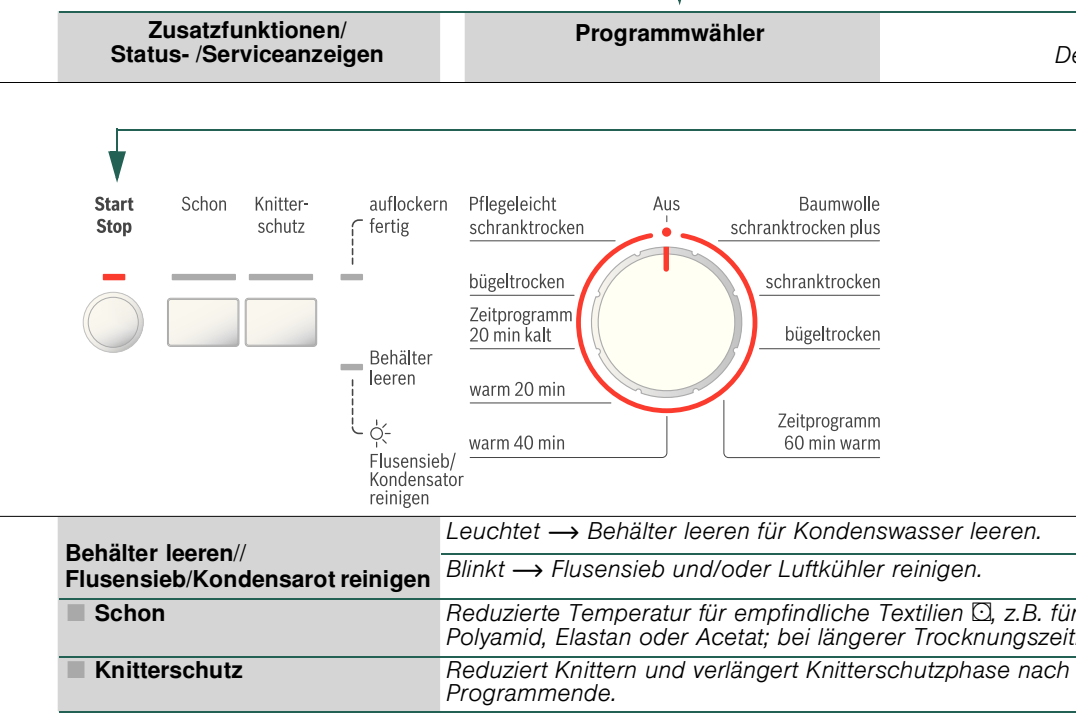 Zusatzfunktionen/
Status- /Serviceanzeigen
Programmwähler
De
Start
Stop
Schon
Knitter-
schutz
auflockern
fertig
Behälter
leeren
Flusensieb/
Kondensator
reinigen
Pflegeleicht
schranktrocken
bügeltrocken
Zeitprogramm
20 min kalt
warm 20 min
warm 40 min
Aus
Baumwolle
schranktrocken plus
schranktrocken
bügeltrocken
Zeitprogramm
60 min warm
Behälter leeren//
Flusensieb/Kondensarot reinigen
Leuchtet → Behälter leeren für Kondenswasser leeren.
Blinkt → Flusensieb und/oder Luftkühler reinigen.
Schon
Reduzierte Temperatur für empfindliche Textilien , z.B. für
Polyamid, Elastan oder Acetat; bei längerer Trocknungszeit.
Knitterschutz
Reduziert Knittern und verlängert Knitterschutzphase nach
Programmende.